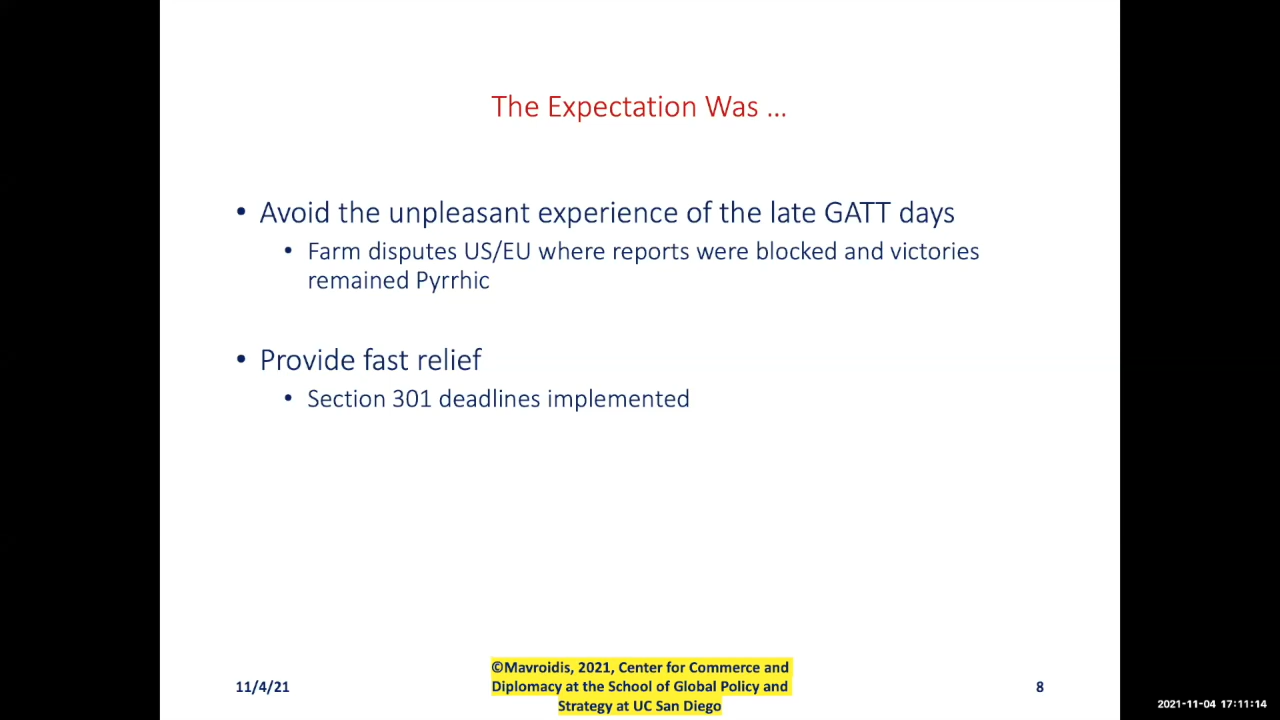 The Expectation Was ...
• Avoid the unpleasant experience of the late GATT days
• Farm disputes US/EU where reports were blocked and victories
remained Pyrrhic
• Provide fast relief
• Section 301 deadlines implemented
11/4/21
©Mavroidis, 2021, Center for Commerce and
Diplomacy at the School of Global Policy and
Strategy at UC San Diego
8
2021-11-04 17:11:14